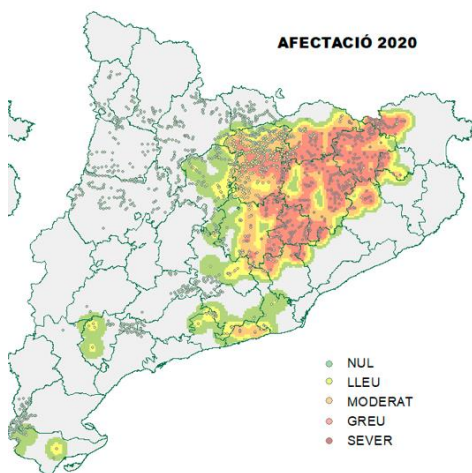 AFECTACIÓ 2020
NUL
LLEU
MODERAT
GREU
SEVER